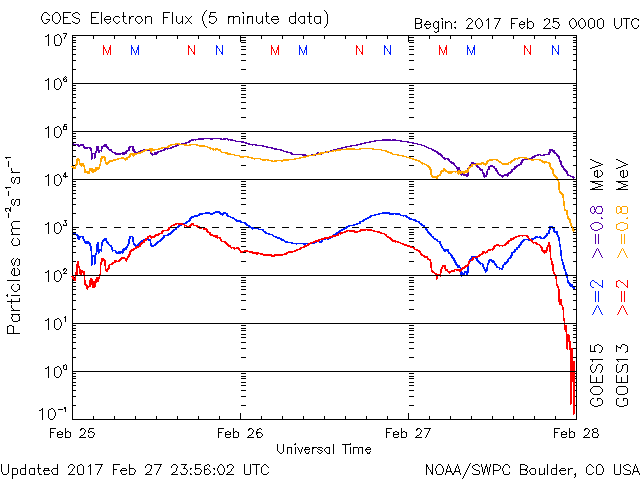 GOES Electron Flux (5 minute data)
Begin: 2017 Feb 25 0000 UTC
Particles cm⁻²s⁻¹sr⁻¹
10⁷
10⁶
10⁵
10⁴
10³
10²
10¹
10⁰
10⁻¹
M M N N M M N N M M N N
Feb 25 Feb 26 Feb 27 Feb 28
Universal Time
GOES15 >=2 >=0.8 MeV
GOES13 >=2 >=0.8 MeV
Updated 2017 Feb 27 23:56:02 UTC
NOAA/SWPC Boulder, CO USA